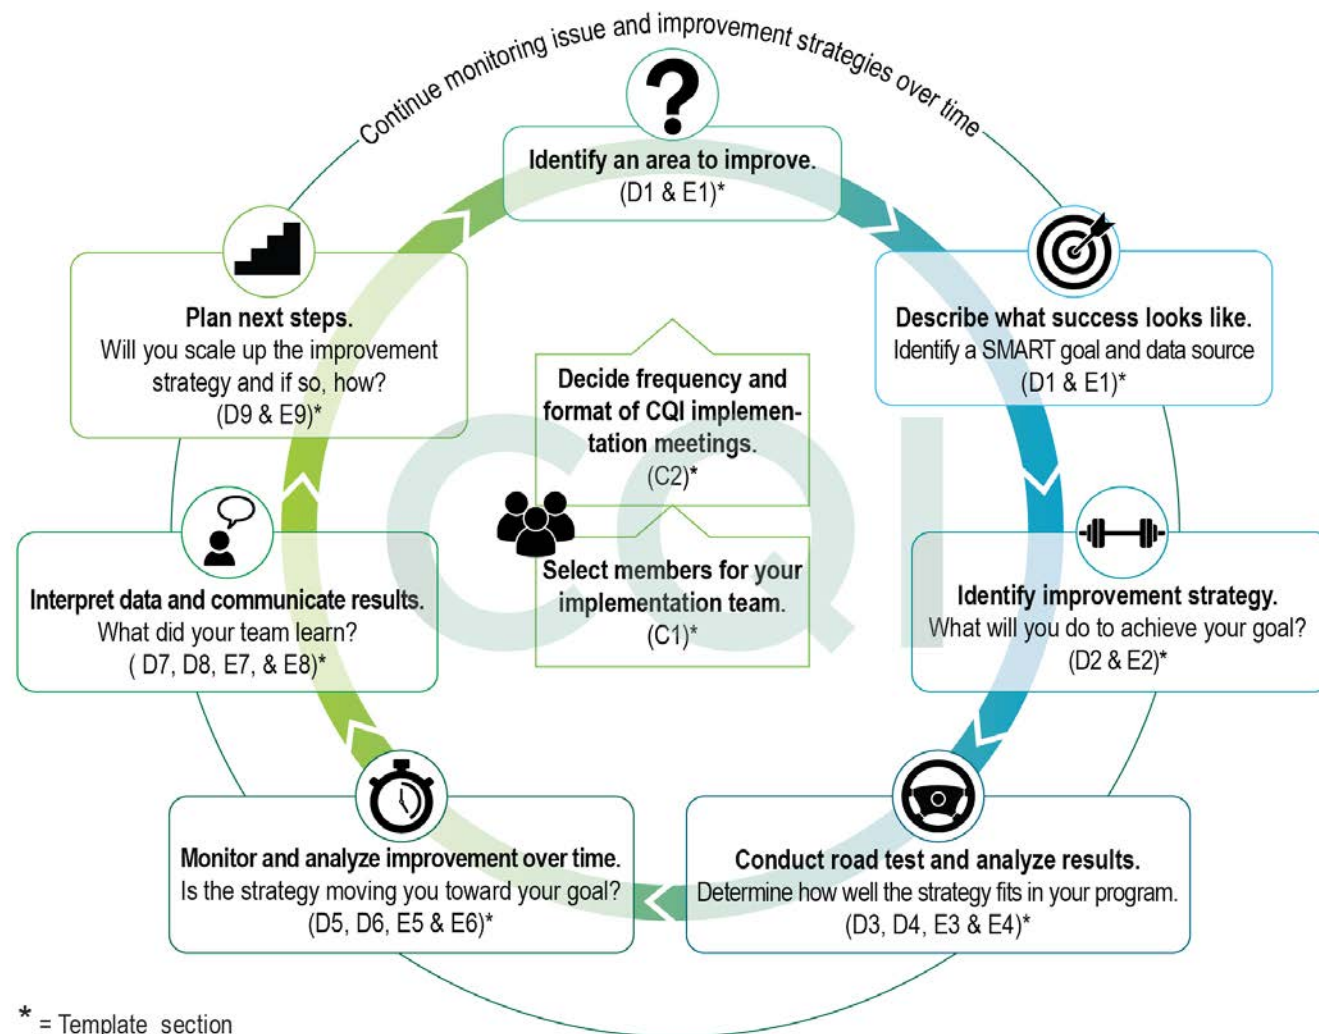 Continue monitoring issue and improvement strategies over time
Identify an area to improve.
(D1 & E1)*
Describe what success looks like.
Identify a SMART goal and data source
(D1 & E1)*
Identify improvement strategy.
What will you do to achieve your goal?
(D2 & E2)*
Conduct road test and analyze results.
Determine how well the strategy fits in your program.
(D3, D4, E3 & E4)*
Monitor and analyze improvement over time.
Is the strategy moving you toward your goal?
(D5, D6, E5 & E6)*
Interpret data and communicate results.
What did your team learn?
( D7, D8, E7, & E8)*
Plan next steps.
Will you scale up the improvement
strategy and if so, how?
(D9 & E9)*
CQI
Decide frequency and
format of CQI implemen-
tation meetings.
(C2)*
Select members for your
implementation team.
(C1)*
* = Template section